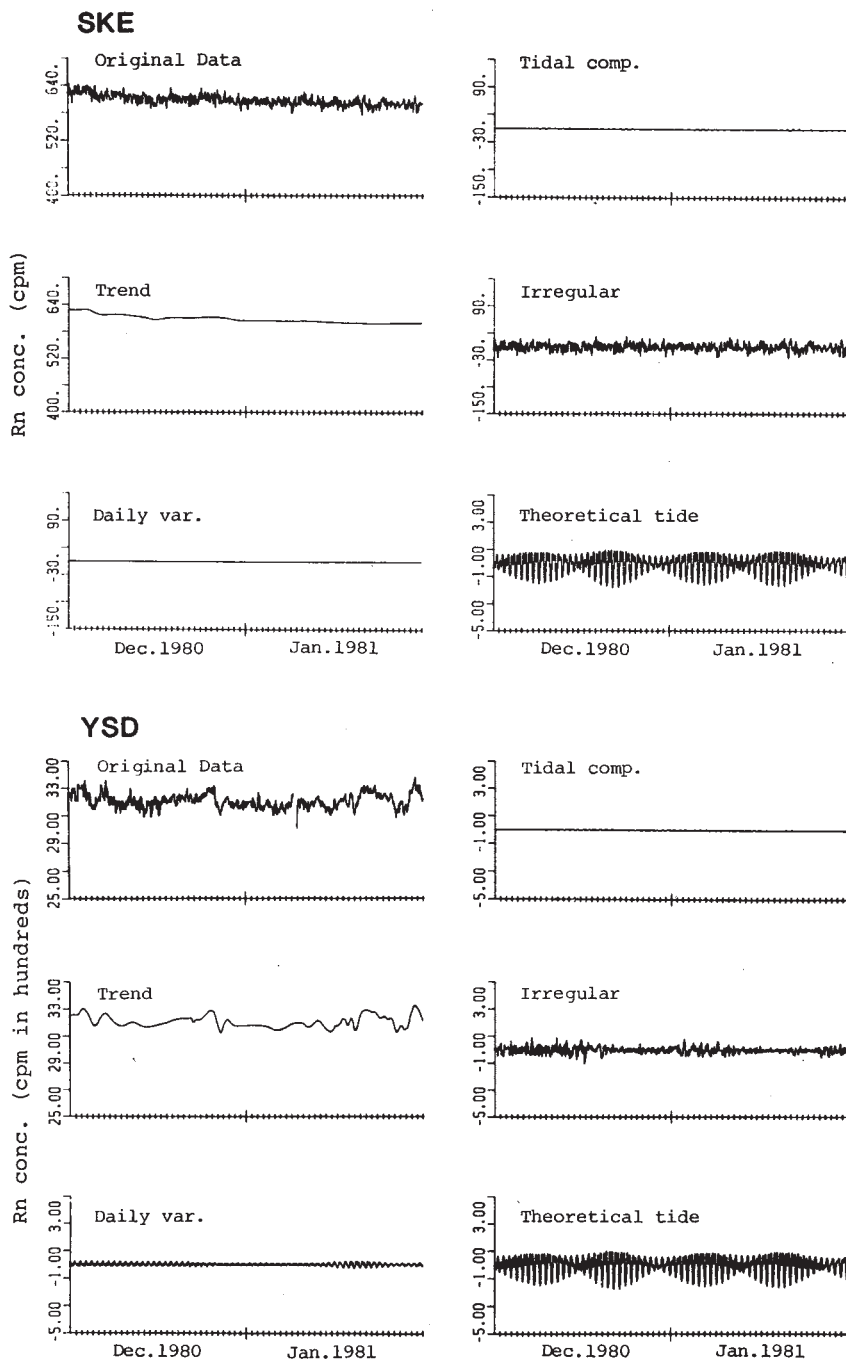 SKE
Rn conc. (cpm)
Original Data
640.
520.
400.
Tidal comp.
90.
-30.
-150.
Trend
640.
520.
400.
Irregular
90.
-30.
-150.
Daily var.
90.
-30.
-150.
Dec.1980 Jan.1981
Theoretical tide
3.00
-1.00
-5.00
1.00
Dec.1980 Jan.1981
YSD
Rn conc. (cpm in hundreds)
Original Data
33.00
29.00
25.00
Tidal comp.
3.00
-1.00
-5.00
Trend
33.00
29.00
25.00
Irregular
3.00
-1.00
-5.00
Daily var.
3.00
-1.00
-5.00
Dec.1980 Jan.1981
Theoretical tide
3.00
-1.00
-5.00
Dec.1980 Jan.1981